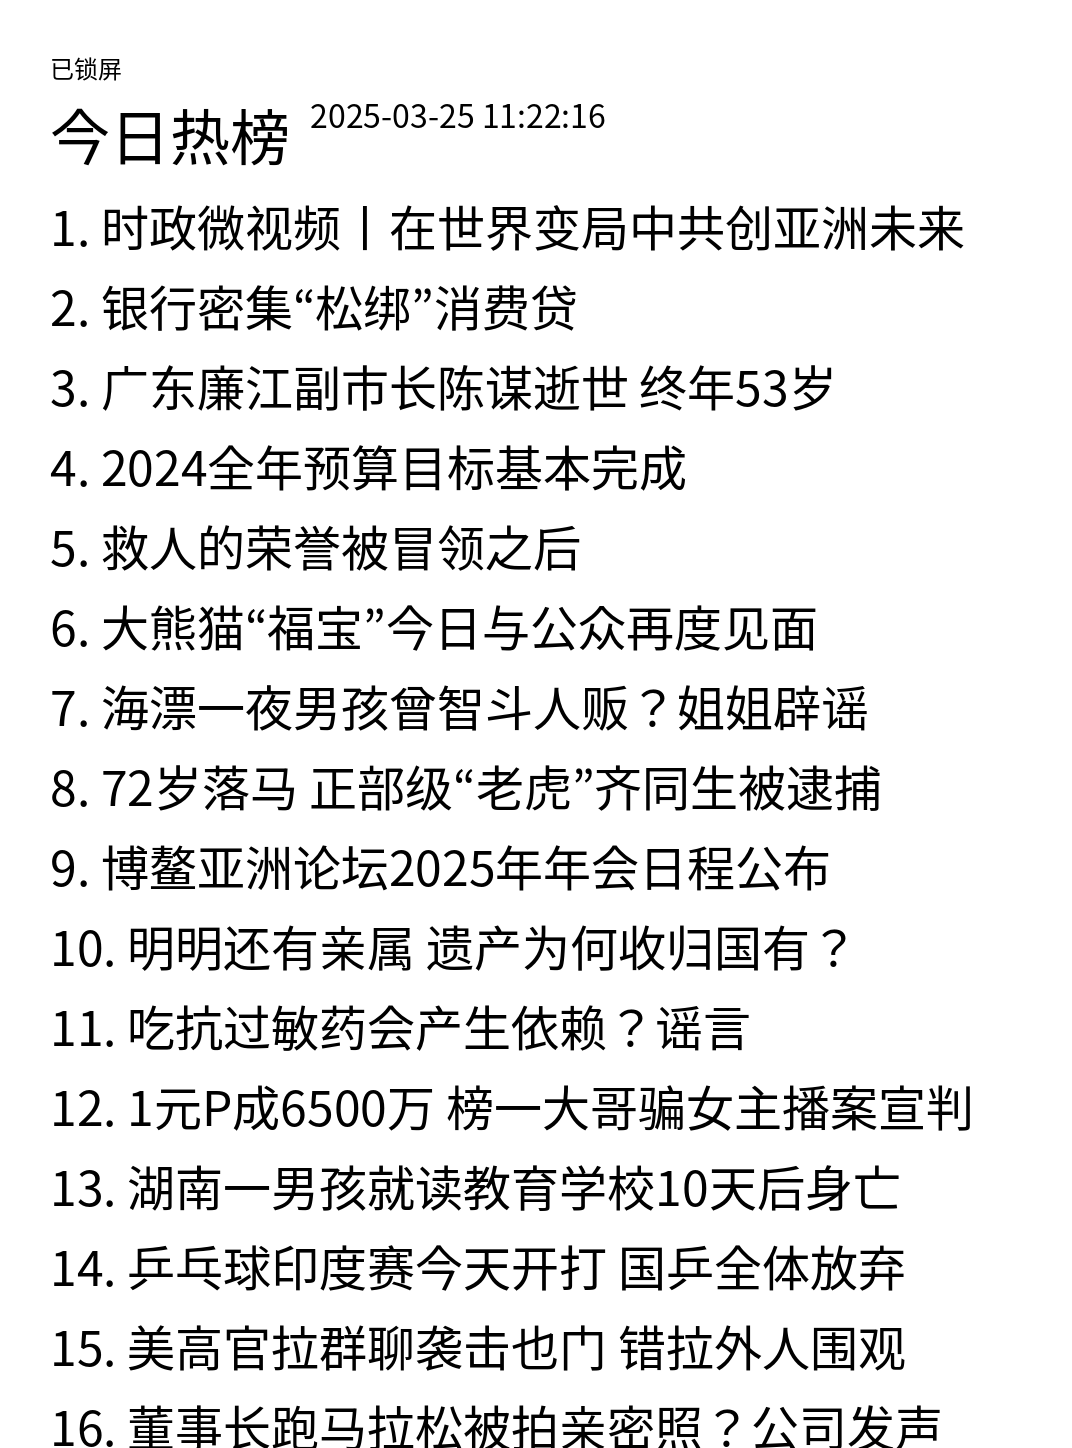 已锁屏
今日热榜 2025-03-25 11:22:16
1. 时政微视频丨在世界变局中共创亚洲未来
2. 银行密集“松绑”消费贷
3. 广东廉江副市长陈谋逝世 终年53岁
4. 2024全年预算目标基本完成
5. 救人的荣誉被冒领之后
6. 大熊猫“福宝”今日与公众再度见面
7. 海漂一夜男孩曾智斗人贩？姐姐辟谣
8. 72岁落马 正部级“老虎”齐同生被逮捕
9. 博鳌亚洲论坛2025年年会日程公布
10. 明明还有亲属 遗产为何收归国有？
11. 吃抗过敏药会产生依赖？谣言
12. 1元P成6500万 榜一大哥骗女主播案宣判
13. 湖南一男孩就读教育学校10天后身亡
14. 乒乓球印度赛今天开打 国乒全体放弃
15. 美高官拉群聊袭击也门 错拉外人围观
16. 董事长跑马拉松被拍亲密照？公司发声